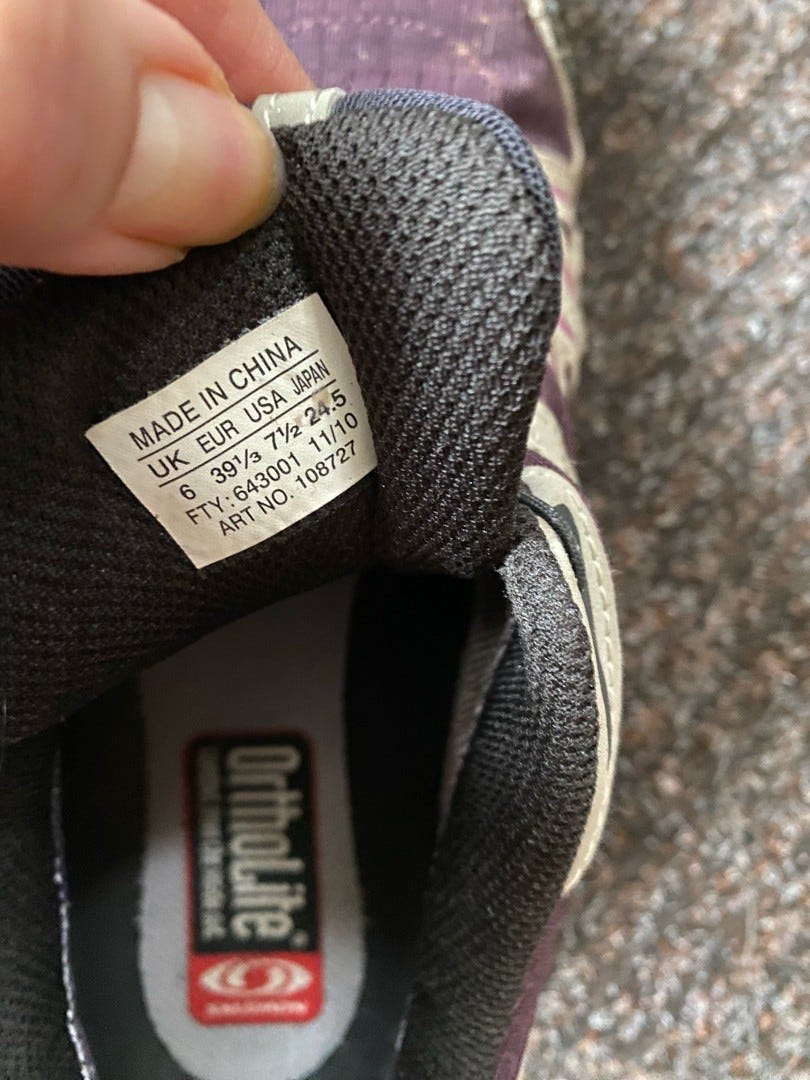 MADE IN CHINA
UK EUR USA JAPAN
6 39⅓ 7½ 24.5
FTY: 643001 11/10
ART NO. 108727
OrthoLite®
SALOMON